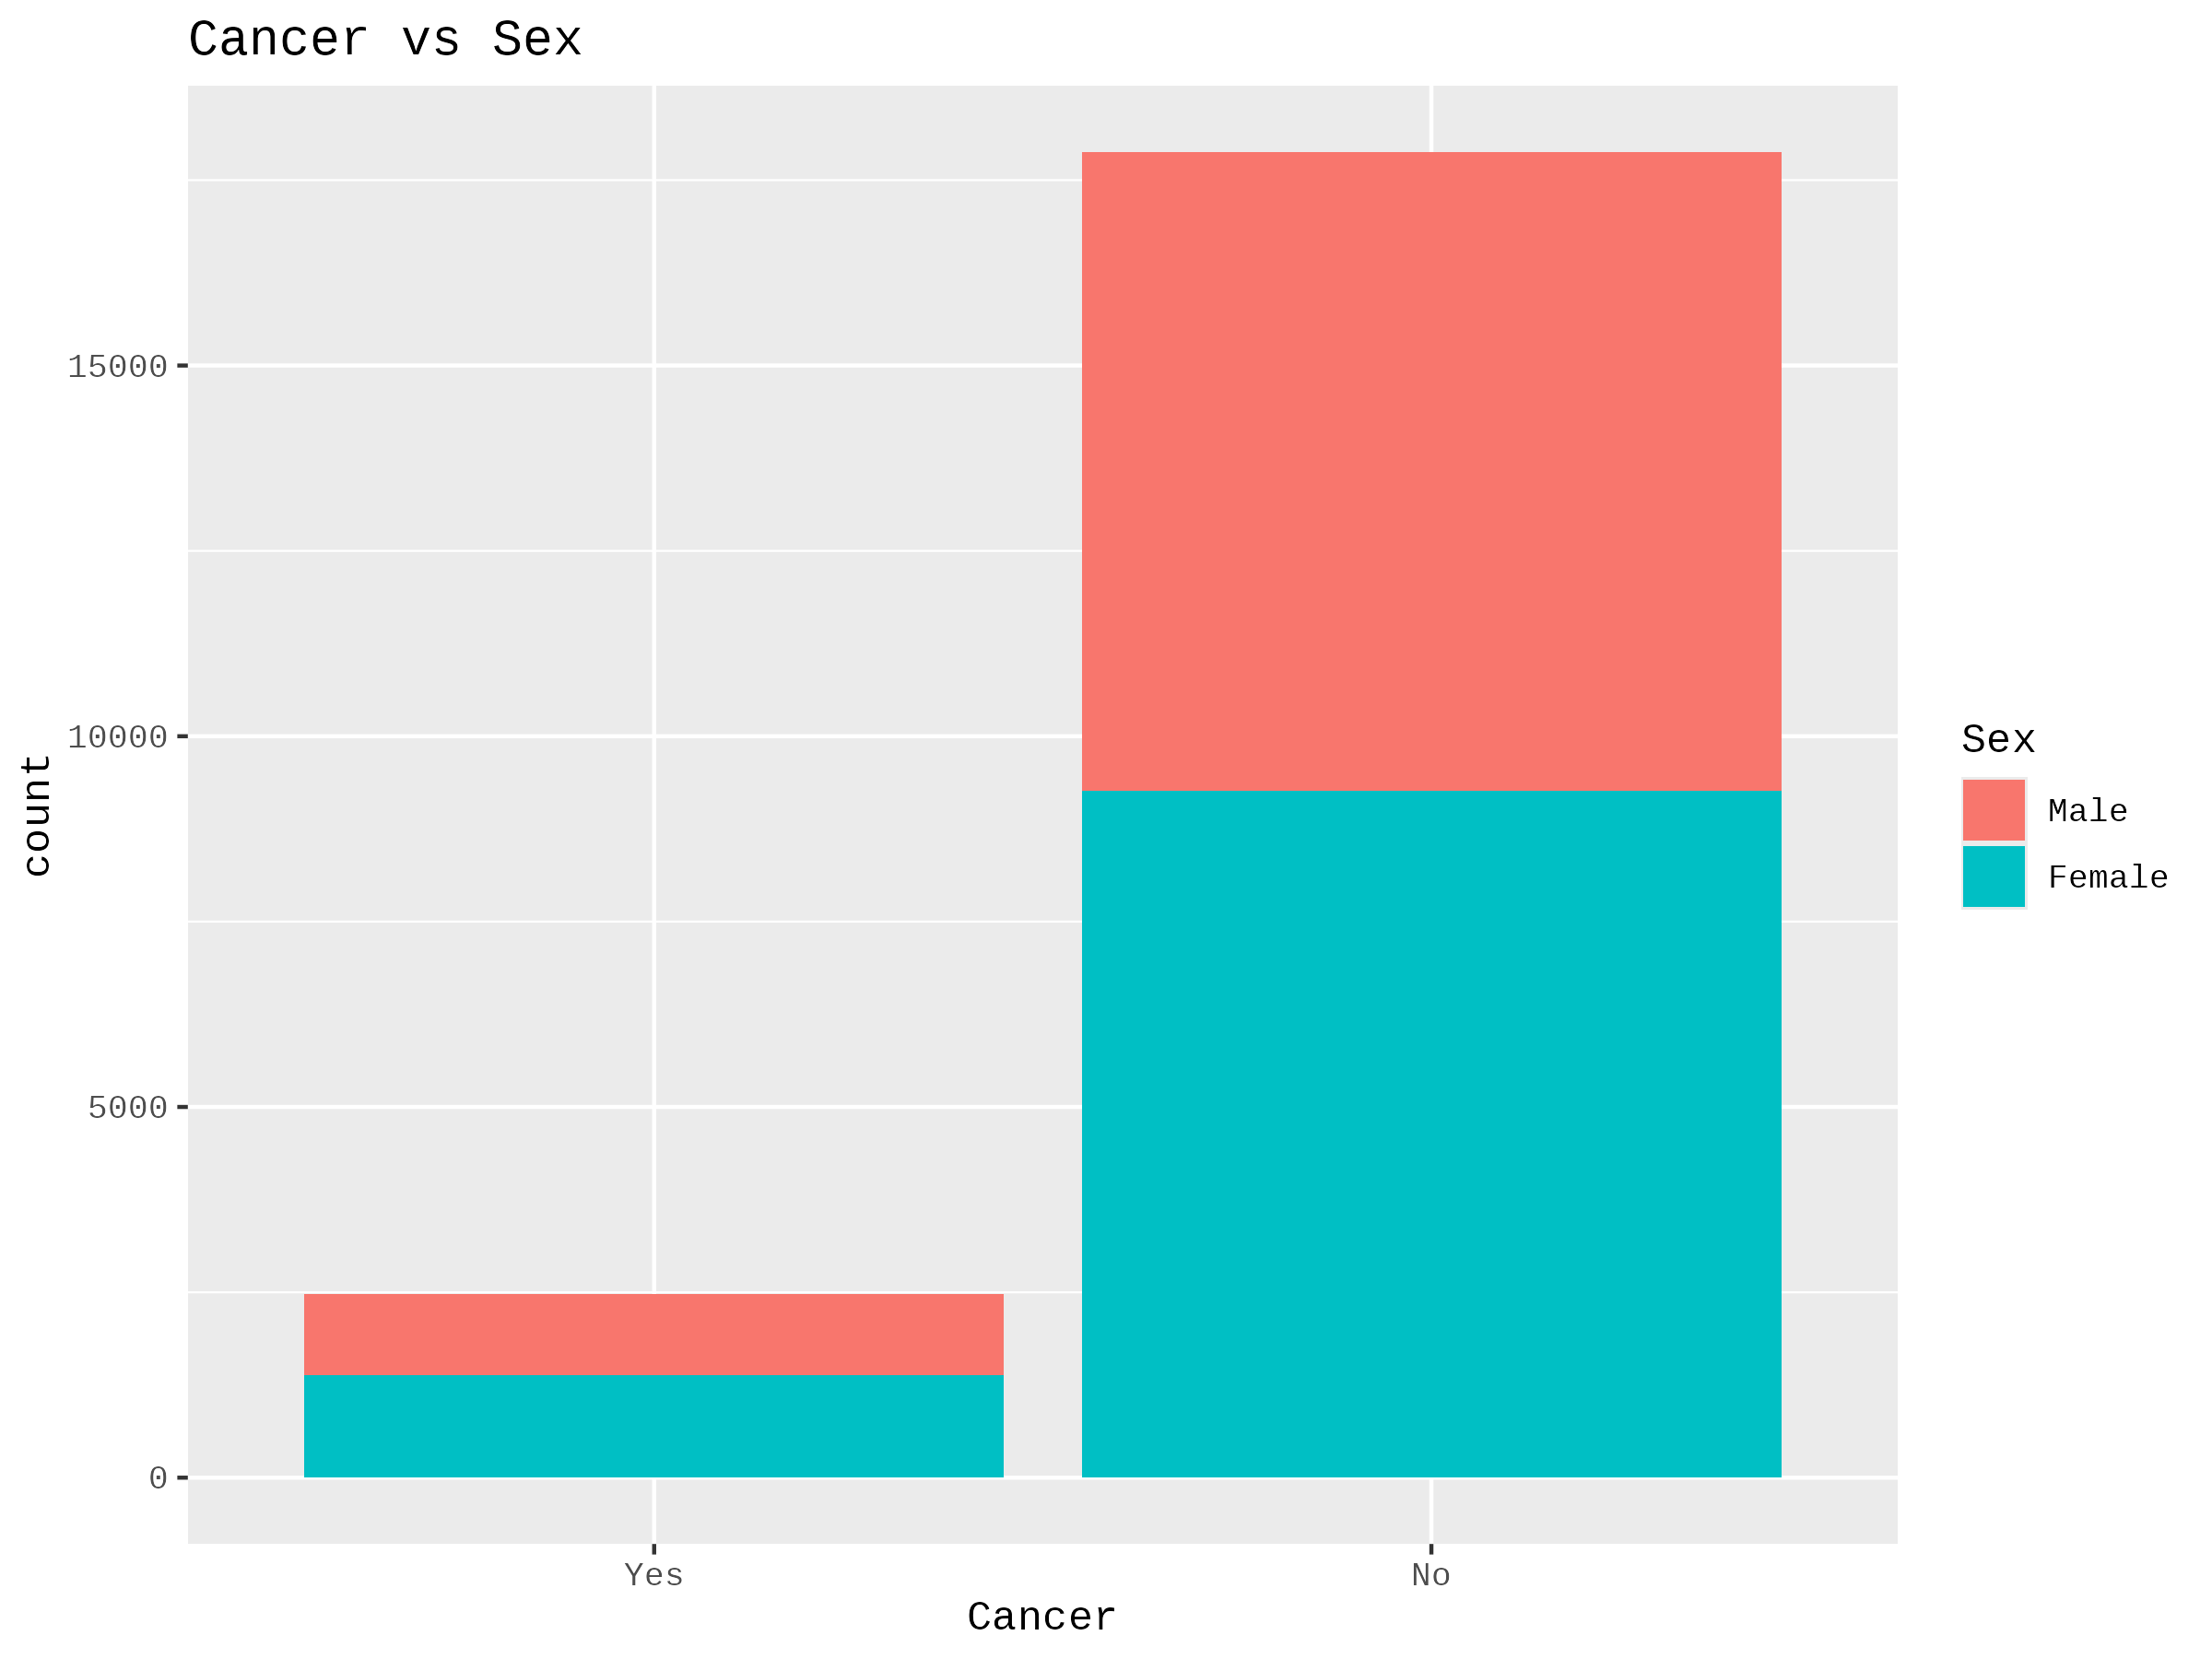 Cancer vs Sex
count
15000
10000
5000
0
Yes
No
Cancer
Sex
Male
Female